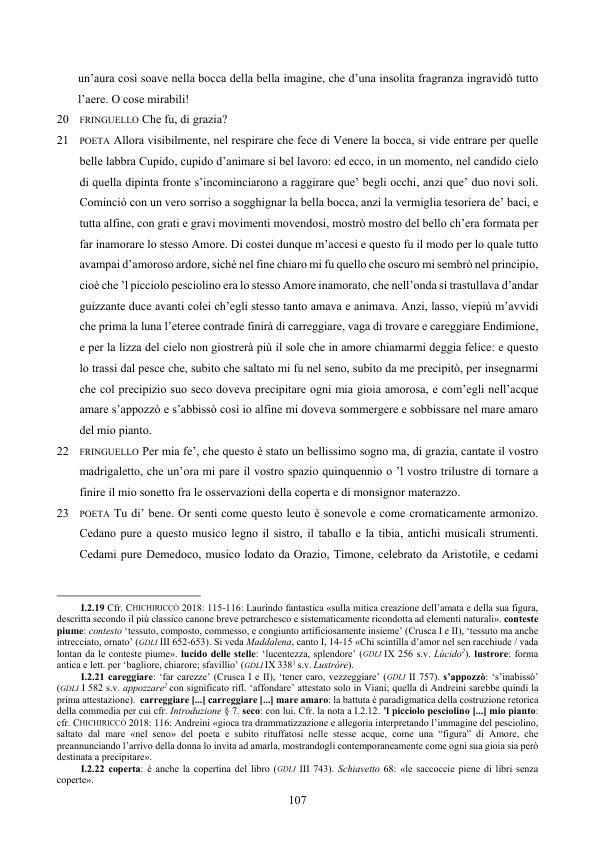 un’aura così soave nella bocca della bella imagine, che d’una insolita fragranza ingravidò tutto
l’aere. O cose mirabili!
20 FRINGUELLO Che fu, di grazia?
21 POETA Allora visibilmente, nel respirare che fece di Venere la bocca, si vide entrare per quelle
belle labbra Cupido, cupido d’animare sì bel lavoro: ed ecco, in un momento, nel candido cielo
di quella dipinta fronte s’incominciarono a raggirare que’ begli occhi, anzi que’ duo novi soli.
Cominciò con un vero sorriso a sogghignar la bella bocca, anzi la vermiglia tesoriera de’ baci, e
tutta alfine, con grati e gravi movimenti movendosi, mostrò mostro del bello ch’era formata per
far inamorare lo stesso Amore. Di costei dunque m’accesi e questo fu il modo per lo quale tutto
avampai d’amoroso ardore, siché nel fine chiaro mi fu quello che oscuro mi sembrò nel principio,
cioè che ’l picciolo pesciolino era lo stesso Amore inamorato, che nell’onda si trastullava d’andar
guizzante duce avanti colei ch’egli stesso tanto amava e animava. Anzi, lasso, viepiù m’avvidi
che prima la luna l’eteree contrade finirà di carreggiare, vaga di trovare e careggiare Endimione,
e per la lizza del cielo non giostrerà più il sole che in amore chiamarmi deggia felice: e questo
lo trassi dal pesce che, subito che saltato mi fu nel seno, subito da me precipitò, per insegnarmi
che col precipizio suo seco doveva precipitare ogni mia gioia amorosa, e com’egli nell’acque
amare s’appozzò e s’abbissò così io alfine mi doveva sommergere e sobbissare nel mare amaro
del mio pianto.
22 FRINGUELLO Per mia fe’, che questo è stato un bellissimo sogno ma, di grazia, cantate il vostro
madrigaletto, che un’ora mi pare il vostro spazio quinquennio o ’l vostro trilustre di tornare a
finire il mio sonetto fra le osservazioni della coperta e di monsignor materazzo.
23 POETA Tu di’ bene. Or senti come questo leuto è sonevole e come cromaticamente armonizo.
Cedano pure a questo musico legno il sistro, il taballo e la tibia, antichi musicali strumenti.
Cedami pure Demedoco, musico lodato da Orazio, Timone, celebrato da Aristotile, e cedami
I.2.19 Cfr. CHICHIRICCÒ 2018: 115-116: Laurindo fantastica «sulla mitica creazione dell’amata e della sua figura,
descritta secondo il più classico canone breve petrarchesco e sistematicamente ricondotta ad elementi naturali». conteste
piume: contesto ‘tessuto, composto, commesso, e congiunto artificiosamente insieme’ (Crusca I e II), ‘tessuto ma anche
intrecciato, ornato’ (GDLI III 652-653). Si veda Maddalena, canto I, 14-15 «Chi scintilla d’amor nel sen racchiude / vada
lontan da le conteste piume». lucido delle stelle: ‘lucentezza, splendore’ (GDLI IX 256 s.v. Lúcido²). lustrore: forma
antica e lett. per ‘bagliore, chiarore; sfavillio’ (GDLI IX 338¹ s.v. Lustróre).
I.2.21 careggiare: ‘far carezze’ (Crusca I e II), ‘tener caro, vezzeggiare’ (GDLI II 757). s’appozzò: ‘s’inabissò’
(GDLI I 582 s.v. appozzare² con significato rifl. ‘affondare’ attestato solo in Viani; quella di Andreini sarebbe quindi la
prima attestazione). carreggiare [...] carreggiare [...] mare amaro: la battuta è paradigmatica della costruzione retorica
della commedia per cui cfr. Introduzione § 7. seco: con lui. Cfr. la nota a I.2.12. ’l picciolo pesciolino [...] mio pianto:
cfr. CHICHIRICCÒ 2018: 116: Andreini «gioca tra drammatizzazione e allegoria interpretando l’immagine del pesciolino,
saltato dal mare «nel seno» del poeta e subito rituffatosi nelle stesse acque, come una “figura” di Amore, che
preannunciando l’arrivo della donna lo invita ad amarla, mostrandogli contemporaneamente come ogni sua gioia sia però
destinata a precipitare».
I.2.22 coperta: è anche la copertina del libro (GDLI III 743). Schiavetto 68: «le saccoccie piene di libri senza
coperte».
107